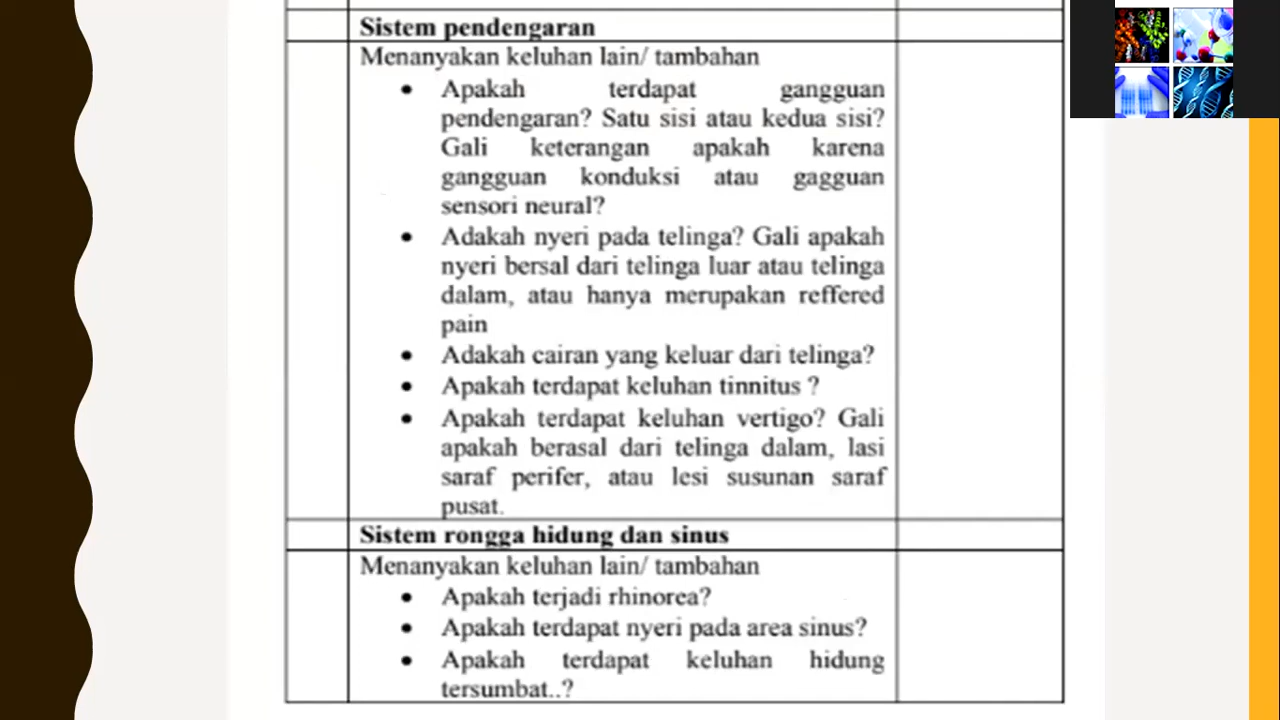 Sistem pendengaran
Menanyakan keluhan lain/ tambahan
• Apakah terdapat gangguan
pendengaran? Satu sisi atau kedua sisi?
Gali keterangan apakah karena
gangguan konduksi atau gagguan
sensori neural?
• Adakah nyeri pada telinga? Gali apakah
nyeri bersal dari telinga luar atau telinga
dalam, atau hanya merupakan reffered
pain
• Adakah cairan yang keluar dari telinga?
• Apakah terdapat keluhan tinnitus ?
• Apakah terdapat keluhan vertigo? Gali
apakah berasal dari telinga dalam, lasi
saraf perifer, atau lesi susunan saraf
pusat.
Sistem rongga hidung dan sinus
Menanyakan keluhan lain/ tambahan
• Apakah terjadi rhinorea?
• Apakah terdapat nyeri pada area sinus?
• Apakah terdapat keluhan hidung
tersumbat..?